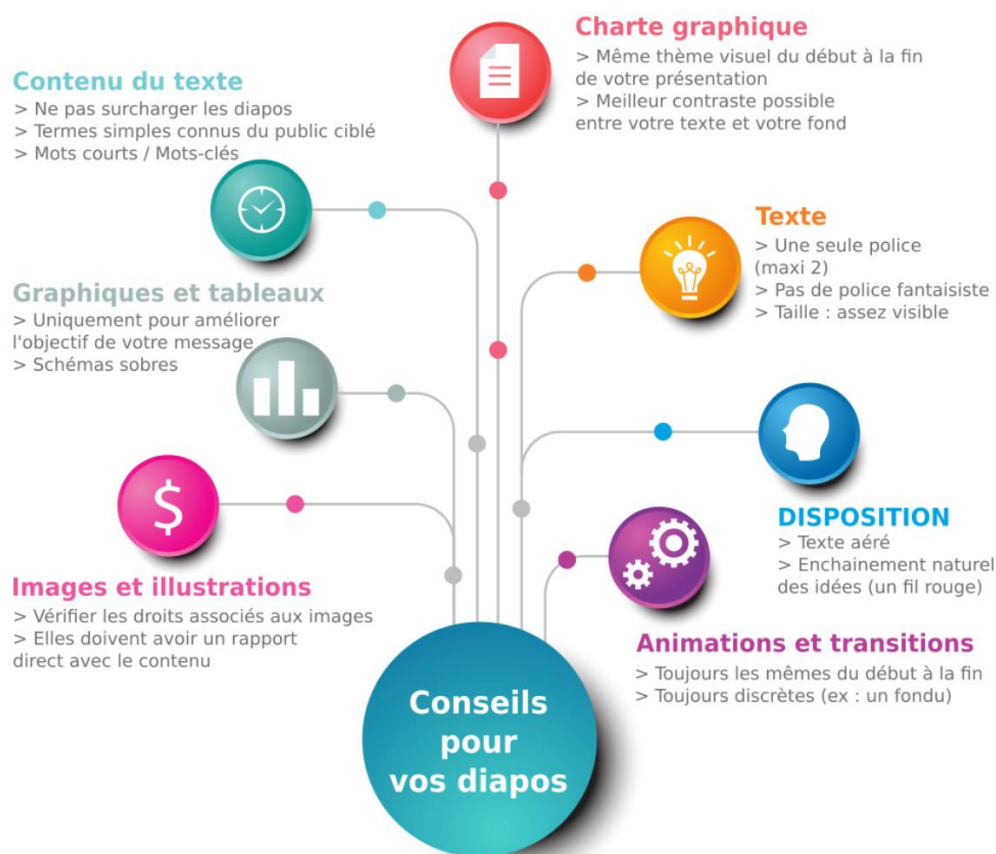 Charte graphique
> Même thème visuel du début à la fin
de votre présentation
> Meilleur contraste possible
entre votre texte et votre fond
Contenu du texte
> Ne pas surcharger les diapos
> Termes simples connus du public ciblé
> Mots courts / Mots-clés
Texte
> Une seule police
(maxi 2)
> Pas de police fantaisiste
> Taille : assez visible
Graphiques et tableaux
> Uniquement pour améliorer
l'objectif de votre message
> Schémas sobres
$
DISPOSITION
> Texte aéré
> Enchainement naturel
des idées (un fil rouge)
Images et illustrations
> Vérifier les droits associés aux images
> Elles doivent avoir un rapport
direct avec le contenu
Animations et transitions
> Toujours les mêmes du début à la fin
> Toujours discrètes (ex : un fondu)
Conseils
pour
vos diapos